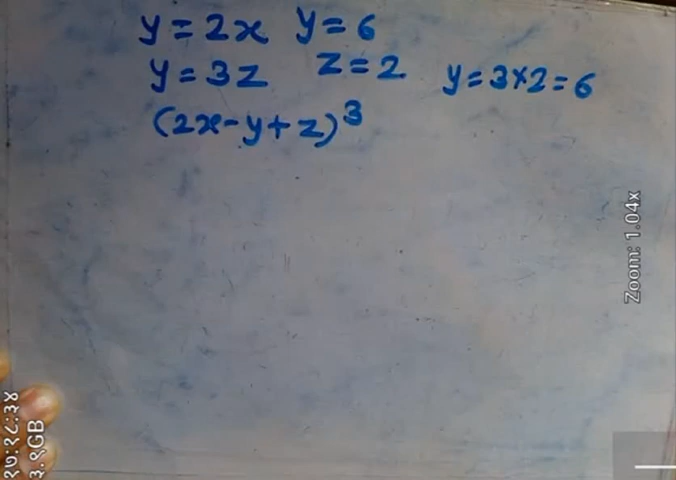 y = 2x y = 6
y = 3z z = 2 y = 3×2 = 6
(2x-y+z)³
Zoom: 1.04x